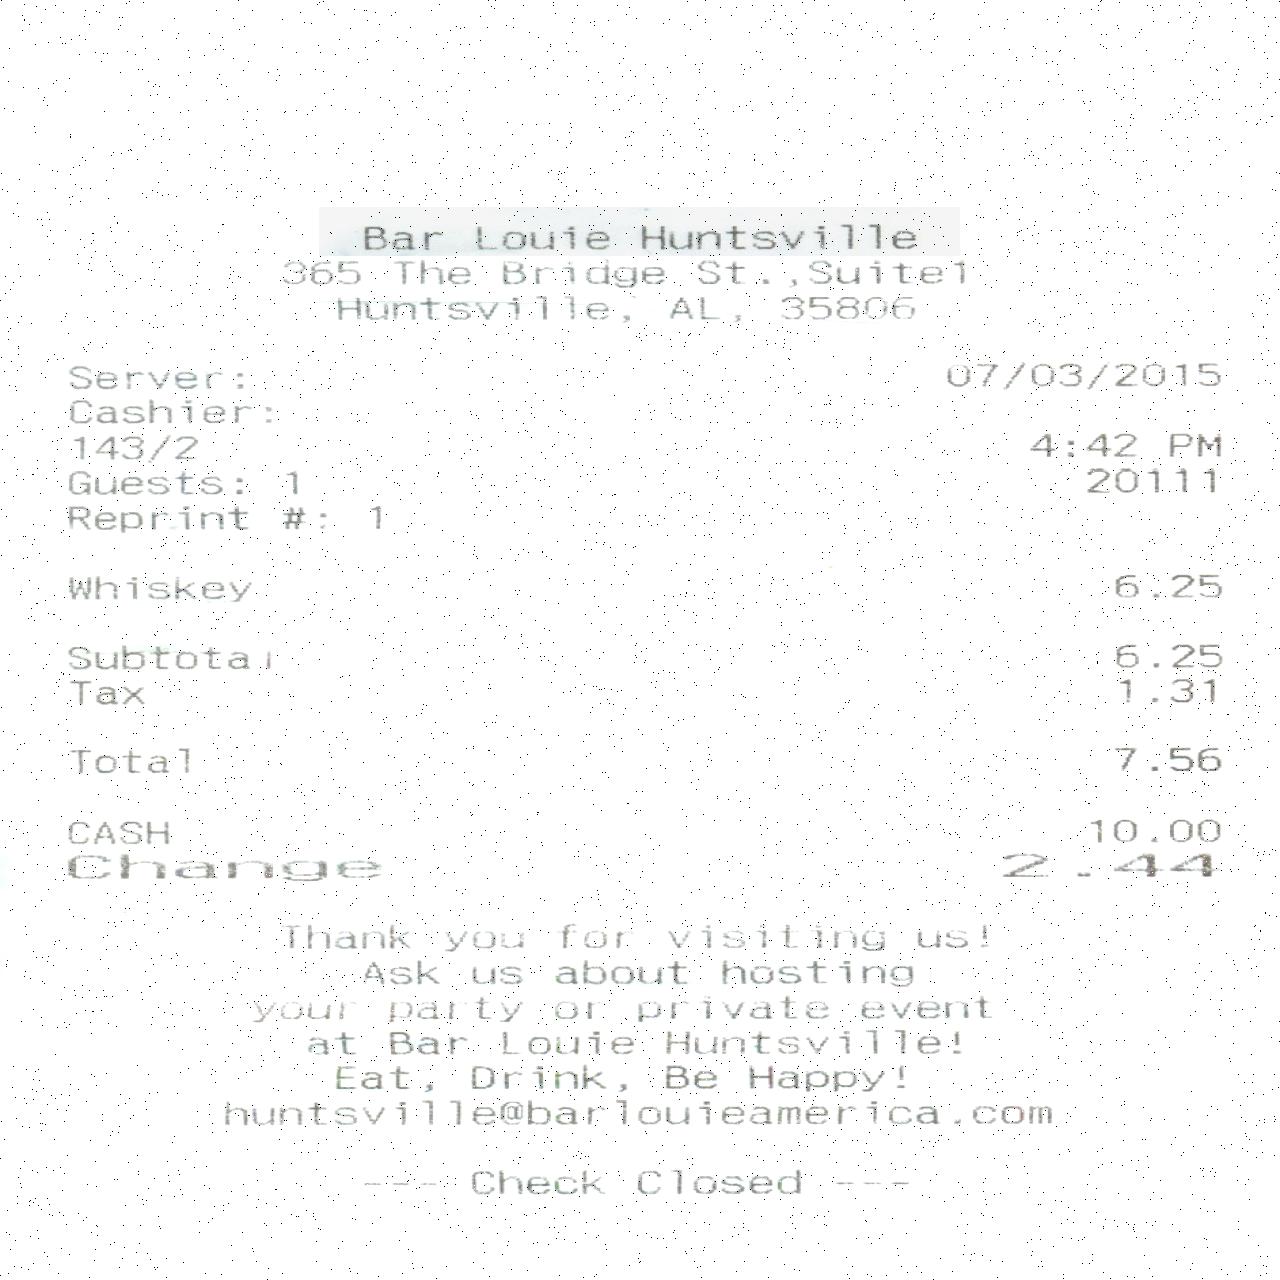 Bar Louie Huntsville
365 The Bridge St.,Suite1
Huntsville, AL, 35806
Server: 07/03/2015
Cashier:
143/2 4:42 PM
Guests: 1 20111
Reprint #: 1
Whiskey 6.25
Subtotal 6.25
Tax 1.31
Total 7.56
CASH 10.00
Change 2.44
Thank you for visiting us!
Ask us about hosting
your party or private event
at Bar Louie Huntsville!
Eat, Drink, Be Happy!
huntsville@barlouieamerica.com
--- Check Closed ---